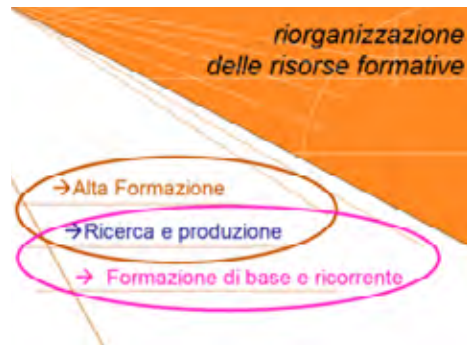 riorganizzazione
delle risorse formative
→Alta Formazione
→Ricerca e produzione
→ Formazione di base e ricorrente